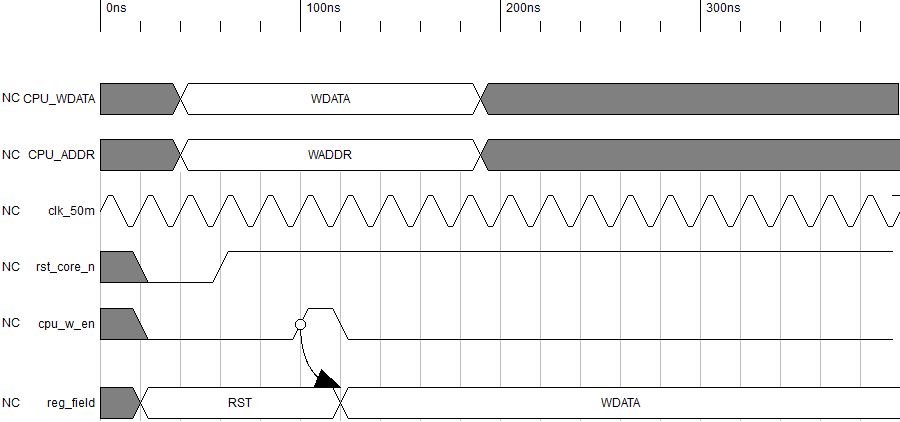 0ns 100ns 200ns 300ns
NC CPU_WDATA WDATA
NC CPU_ADDR WADDR
NC clk_50m
NC rst_core_n
NC cpu_w_en
NC reg_field RST WDATA